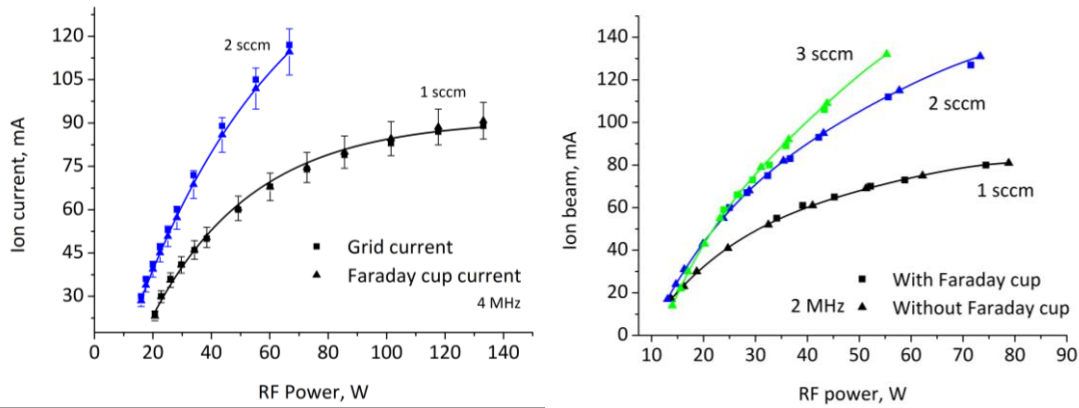 120
105
90
75
60
45
30
Ion current, mA
2 sccm
1 sccm
Grid current
Faraday cup current
4 MHz
0 20 40 60 80 100 120 140
RF Power, W
140
120
100
80
60
40
20
0
Ion beam, mA
3 sccm
2 sccm
1 sccm
With Faraday cup
2 MHz Without Faraday cup
10 20 30 40 50 60 70 80 90
RF power, W